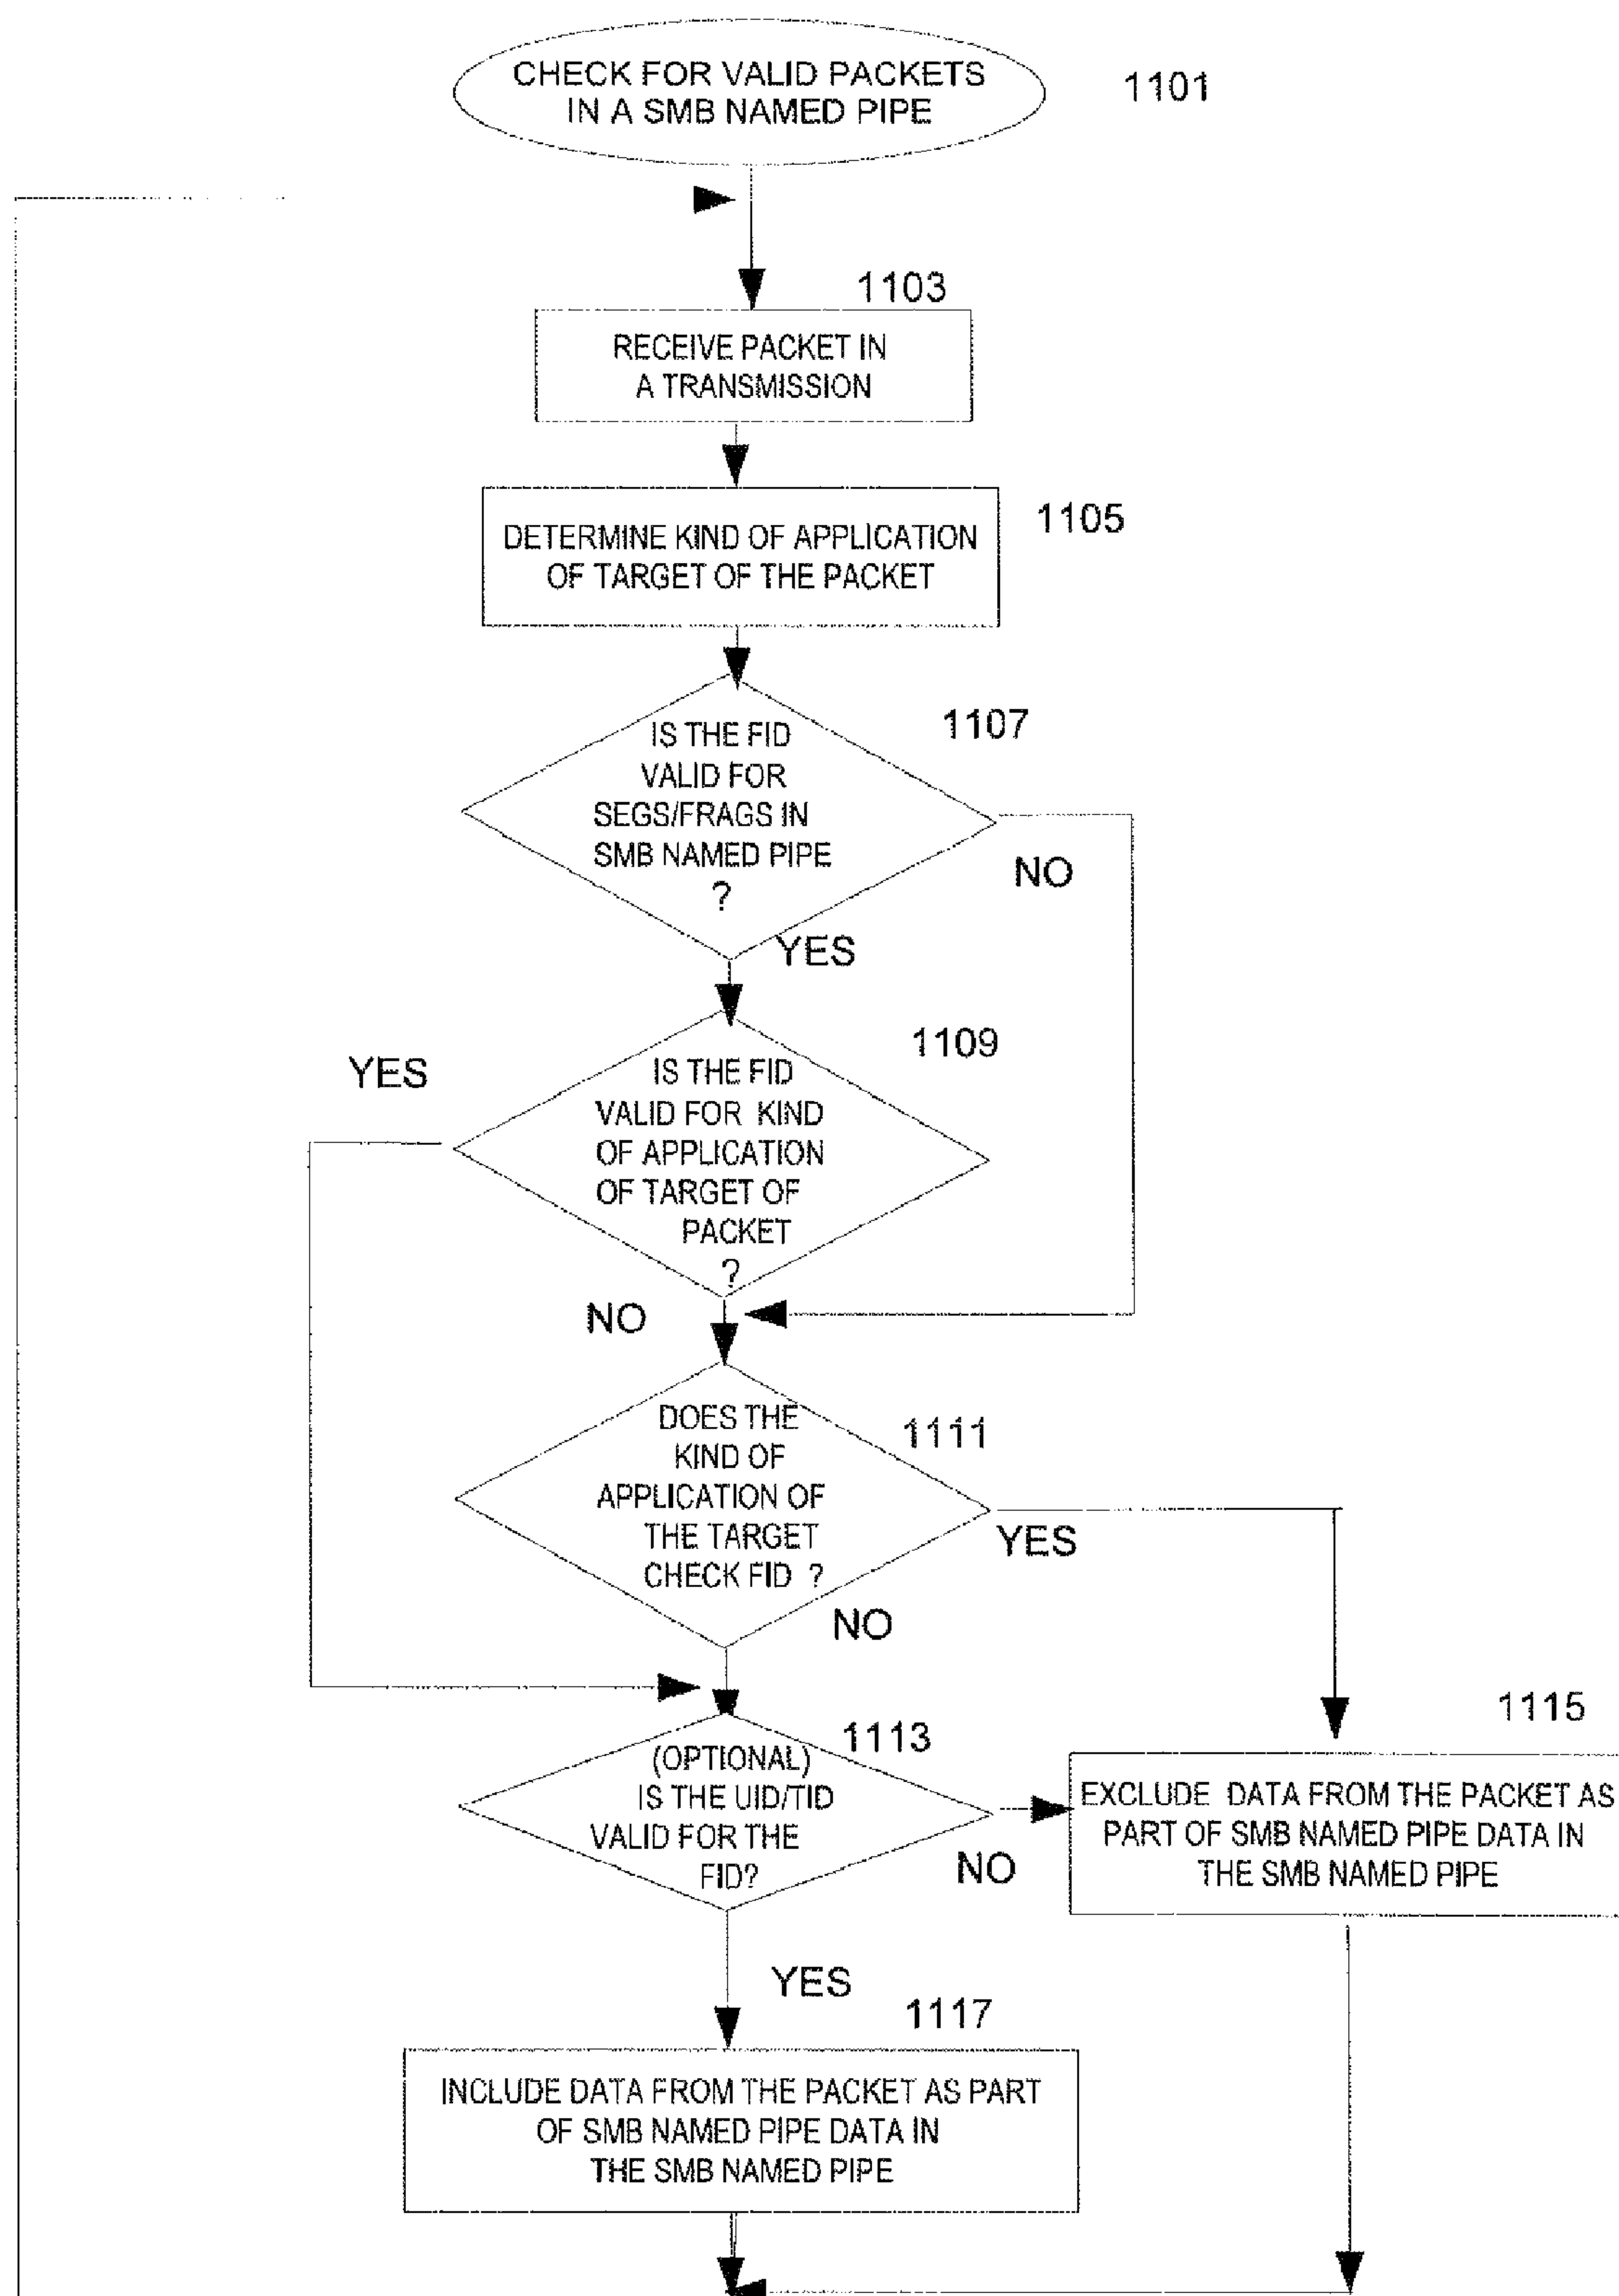 CHECK FOR VALID PACKETS
IN A SMB NAMED PIPE
1101
1103
RECEIVE PACKET IN
A TRANSMISSION
1105
DETERMINE KIND OF APPLICATION
OF TARGET OF THE PACKET
1107
IS THE FID
VALID FOR
SEGS/FRAGS IN
SMB NAMED PIPE
?
NO
YES
1109
YES
IS THE FID
VALID FOR KIND
OF APPLICATION
OF TARGET OF
PACKET
?
NO
1111
DOES THE
KIND OF
APPLICATION OF
THE TARGET
CHECK FID ?
YES
NO
1113
(OPTIONAL)
IS THE UID/TID
VALID FOR THE
FID?
NO
1115
EXCLUDE DATA FROM THE PACKET AS
PART OF SMB NAMED PIPE DATA IN
THE SMB NAMED PIPE
YES
1117
INCLUDE DATA FROM THE PACKET AS PART
OF SMB NAMED PIPE DATA IN
THE SMB NAMED PIPE